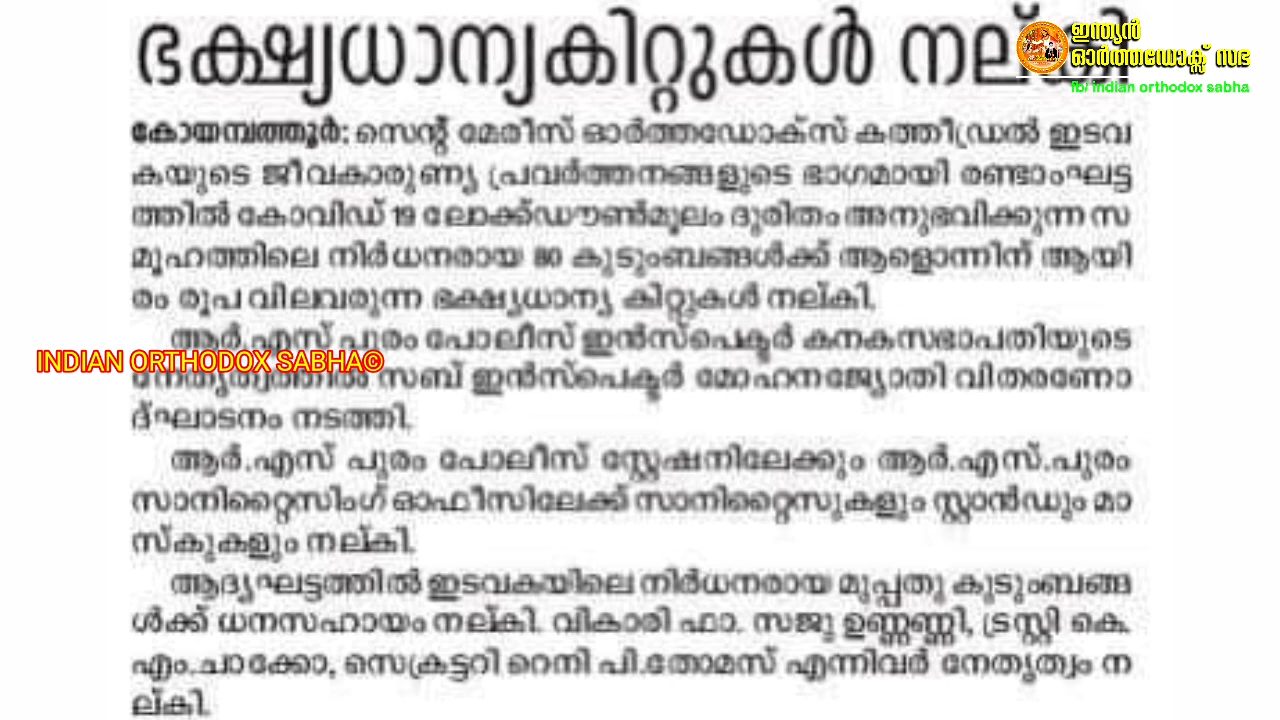 ഭക്ഷ്യധാന്യകിറ്റുകൾ നല്കി
ഇന്ത്യൻ
ഓർത്തഡോക്സ് സഭ
fb/ indian orthodox sabha
കോയമ്പത്തൂർ: സെന്റ് മേരീസ് ഓർത്തഡോക്സ് കത്തീഡ്രൽ ഇടവ
കയുടെ ജീവകാരുണ്യ പ്രവർത്തനങ്ങളുടെ ഭാഗമായി രണ്ടാംഘട്ട
ത്തിൽ കോവിഡ് 19 ലോക്ക്ഡൗൺമൂലം ദുരിതം അനുഭവിക്കുന്ന സ
മൂഹത്തിലെ നിർധനരായ 80 കുടുംബങ്ങൾക്ക് ആളൊന്നിന് ആയി
രം രൂപ വിലവരുന്ന ഭക്ഷ്യധാന്യ കിറ്റുകൾ നല്കി.
ആർ.എസ് പുരം പോലീസ് ഇൻസ്പെക്ടർ കനകസഭാപതിയുടെ
INDIAN ORTHODOX SABHA©
നേതൃത്വത്തിൽ സബ് ഇൻസ്പെക്ടർ മോഹനജ്യോതി വിതരണോ
ദ്ഘാടനം നടത്തി.
ആർ.എസ് പുരം പോലീസ് സ്റ്റേഷനിലേക്കും ആർ.എസ്.പുരം
സാനിറ്റൈസിംഗ് ഓഫീസിലേക്ക് സാനിറ്റൈസുകളും സ്റ്റാൻഡും മാ
സ്കുകളും നല്കി.
ആദ്യഘട്ടത്തിൽ ഇടവകയിലെ നിർധനരായ മുപ്പതു കുടുംബങ്ങ
ൾക്ക് ധനസഹായം നല്കി. വികാരി ഫാ. സജു ഉണ്ണുണ്ണി, ട്രസ്റ്റി കെ.
എം.ചാക്കോ, സെക്രട്ടറി റെനി പി.തോമസ് എന്നിവർ നേതൃത്വം ന
ല്കി.